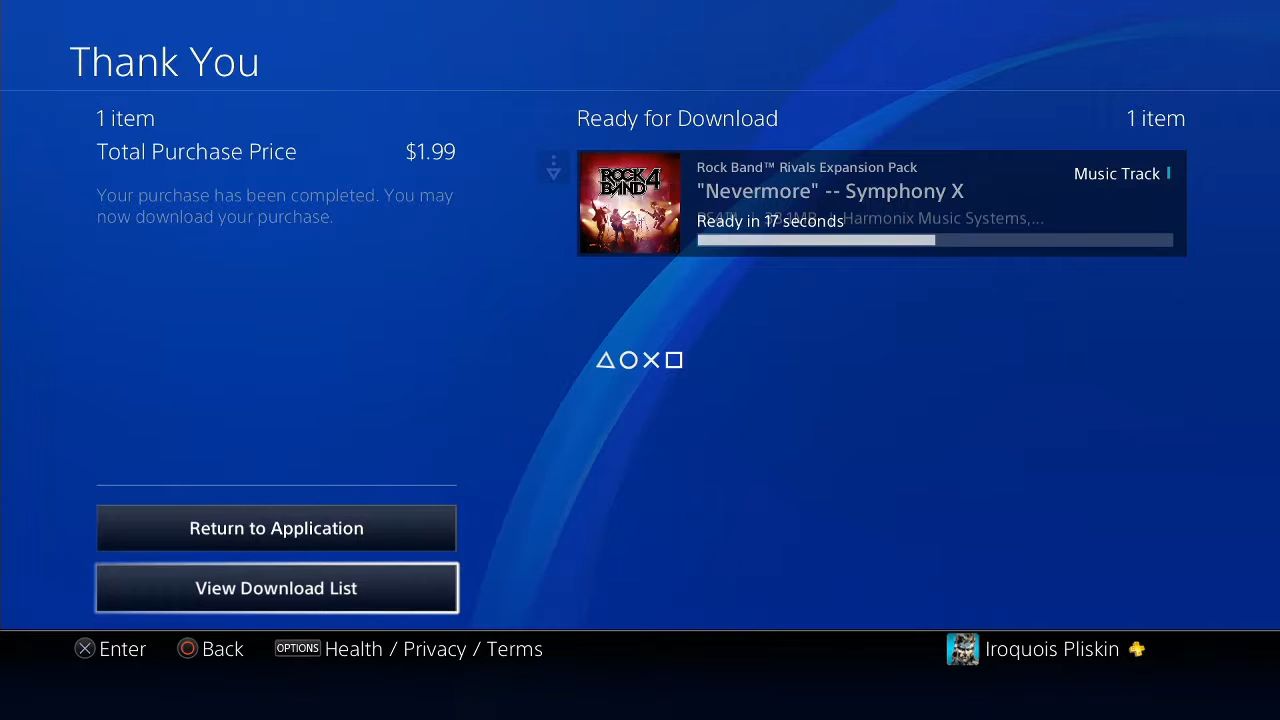 Thank You
1 item
Total Purchase Price $1.99
Your purchase has been completed. You may
now download your purchase.
Ready for Download 1 item
ROCK BAND 4
Rock Band™ Rivals Expansion Pack
"Nevermore" -- Symphony X
Music Track
Harmonix Music Systems,...
Ready in 17 seconds
Return to Application
View Download List
Enter Back OPTIONS Health / Privacy / Terms
Iroquois Pliskin